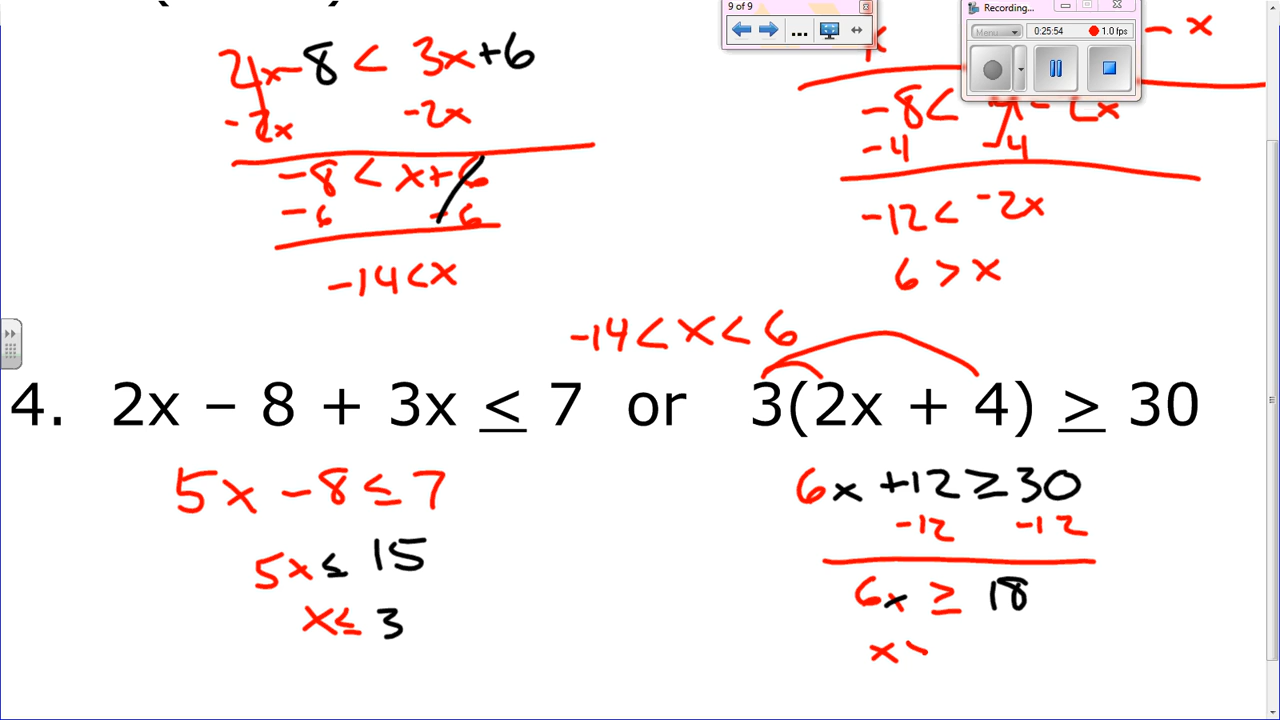 9 of 9
Recording...
Menu
0:25:54
1.0 fps
2x - 8 < 3x + 6
- 2x - 2x
-8 < x + 6
- 6 - 6
-14 < x
- x
-8 < 4 - 2x
-4 -4
-12 < -2x
6 > x
-14 < x < 6
4. 2x – 8 + 3x ≤ 7 or 3(2x + 4) ≥ 30
5x - 8 ≤ 7
5x ≤ 15
x ≤ 3
6x + 12 ≥ 30
-12 -12
6x ≥ 18
x >